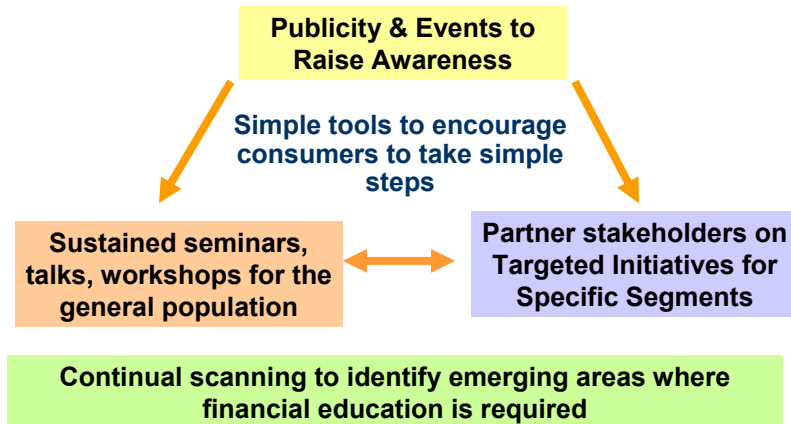 Publicity & Events to
Raise Awareness
Simple tools to encourage
consumers to take simple
steps
Sustained seminars,
talks, workshops for the
general population
Partner stakeholders on
Targeted Initiatives for
Specific Segments
Continual scanning to identify emerging areas where
financial education is required